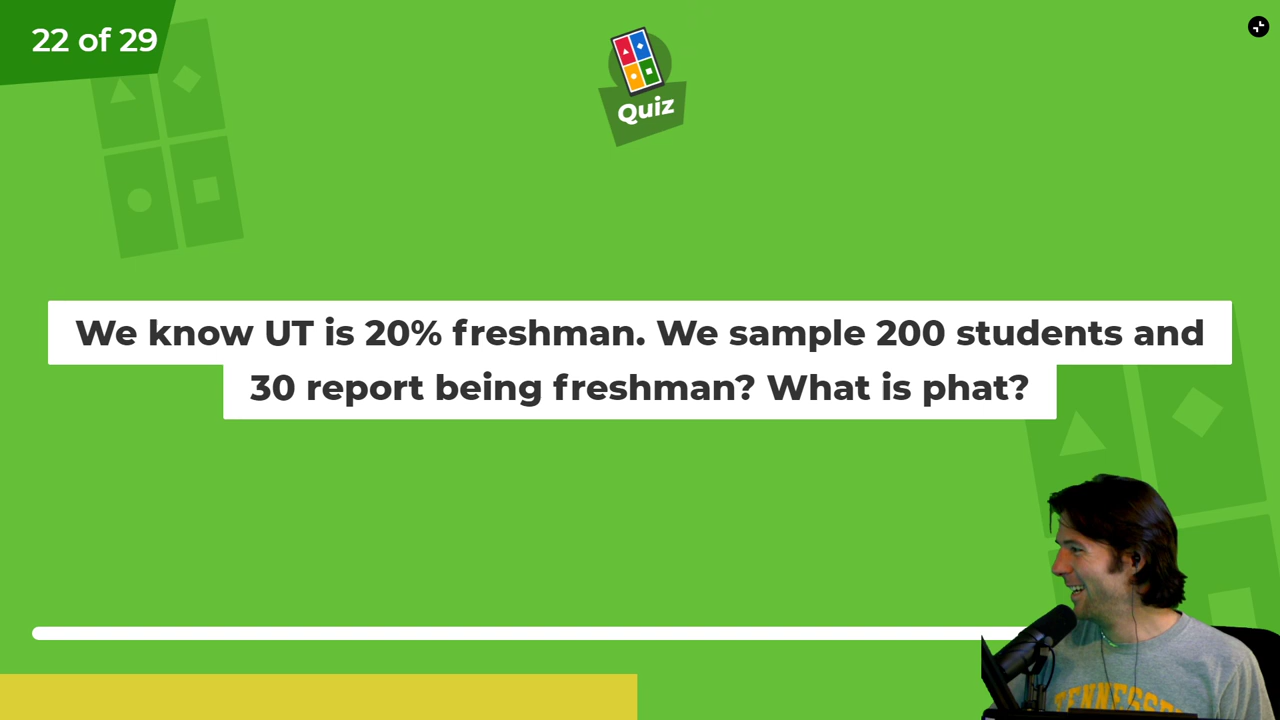 22 of 29
Quiz
We know UT is 20% freshman. We sample 200 students and
30 report being freshman? What is phat?
TENNESSE